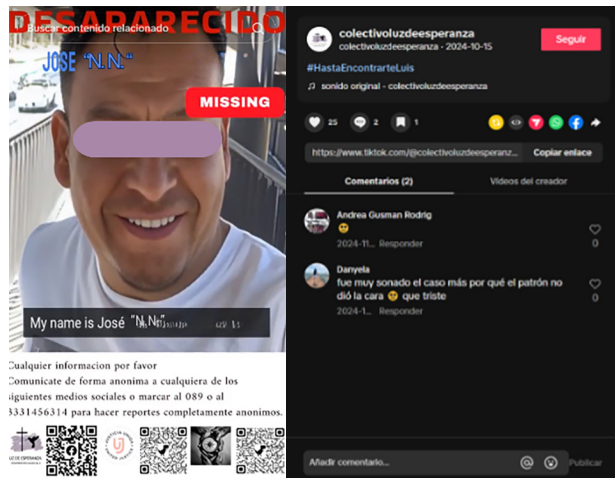 DESAPARECIDO
Buscar contenido relacionado
JOSE "N.N."
MISSING
My name is José "N.N."
Cualquier informacion por favor
Comunicate de forma anonima a cualquiera de los
siguientes medios sociales o marcar al 089 o al
3331456314 para hacer reportes completamente anonimos.
LUZ DE ESPERANZA
colectivoluzdeesperanza
colectivoluzdeesperanza · 2024-10-15
Seguir
#HastaEncontrarteLuis
♫ sonido original - colectivoluzdeesperanza
25
2
1
https://www.tiktok.com/@colectivoluzdeesperanz...
Copiar enlace
Comentarios (2)
Videos del creador
Andrea Gusman Rodrig
🥺
2024-11... Responder
0
Danyela
fue muy sonado el caso más por qué el patrón no
dió la cara 🥺 que triste
2024-1... Responder
0
Añadir comentario...
Publicar